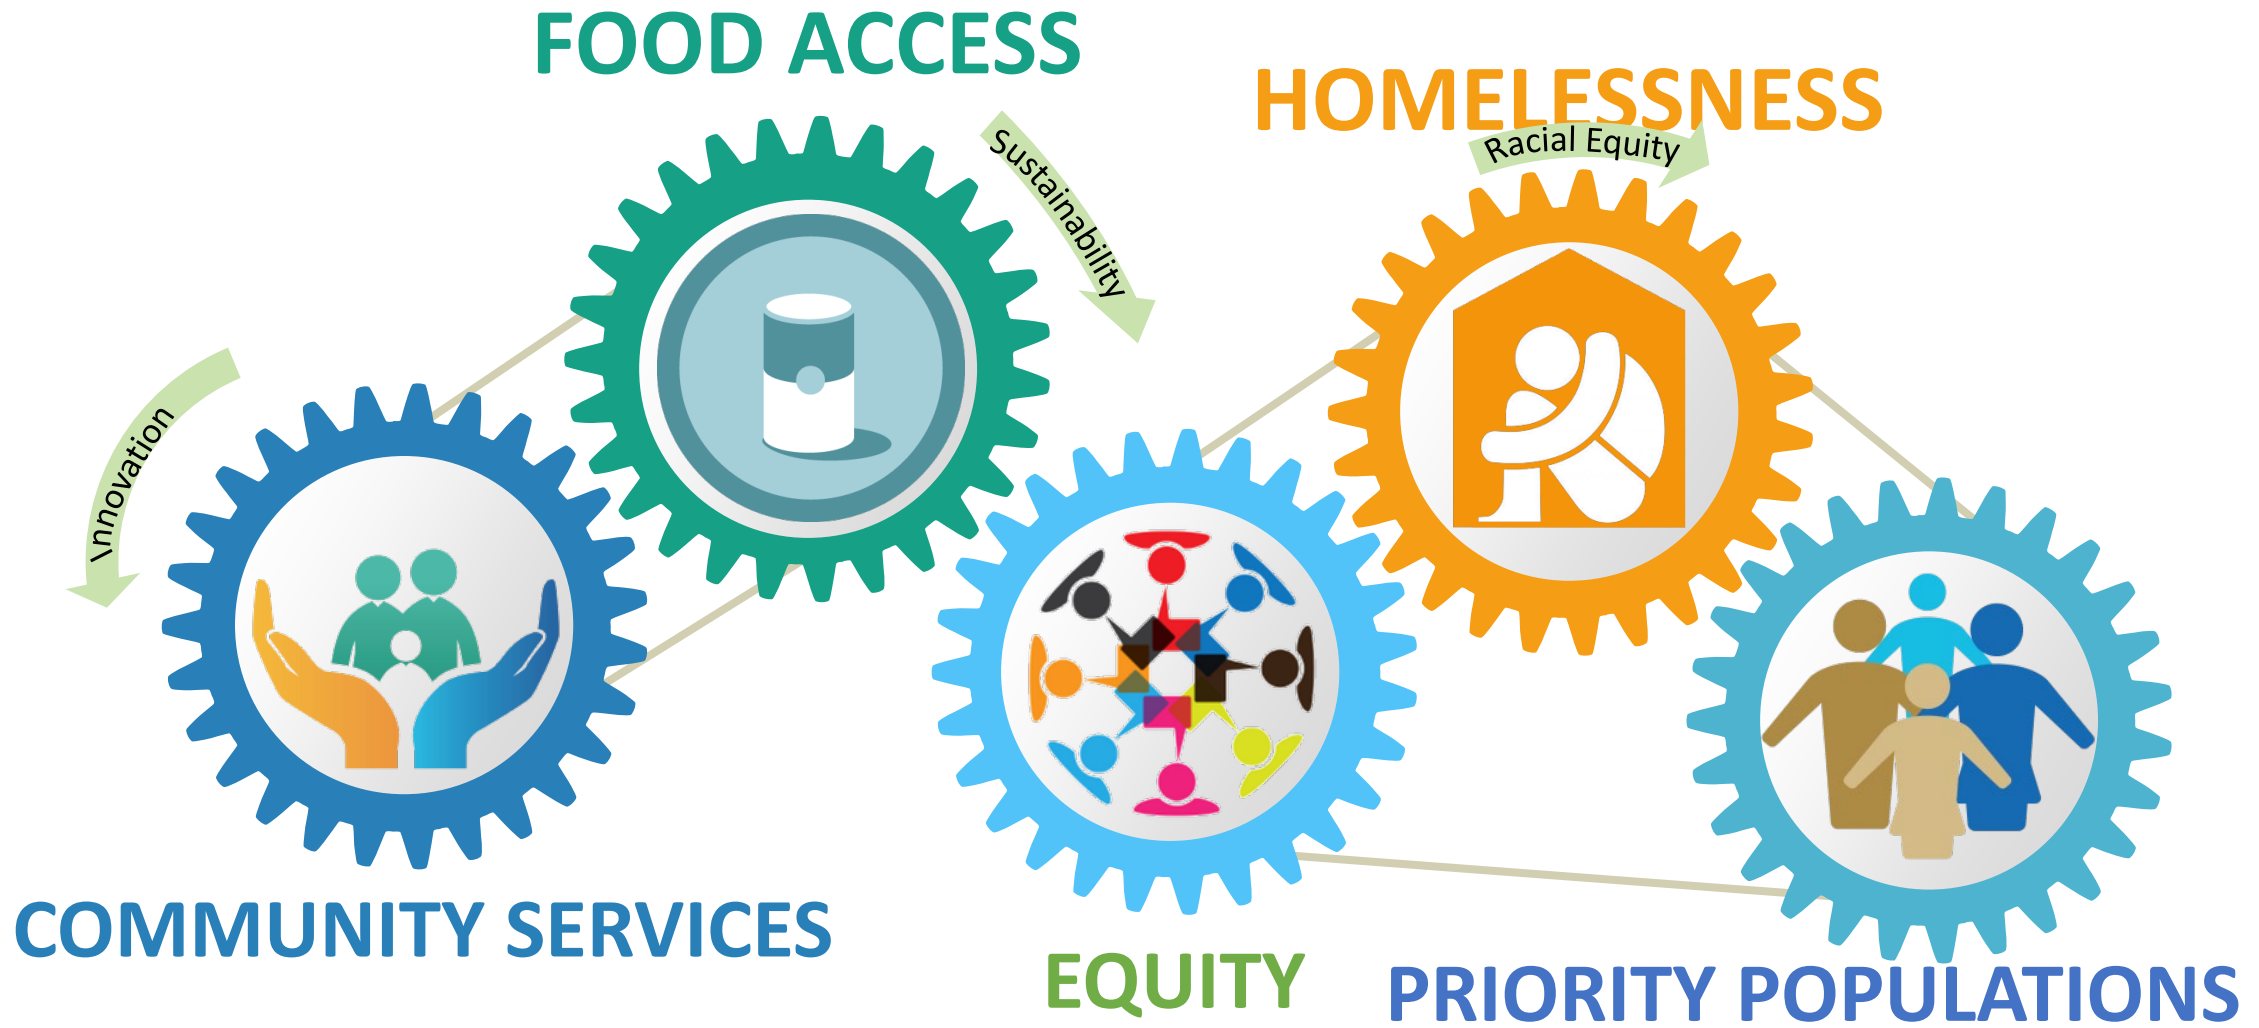 FOOD ACCESS
HOMELESSNESS
Racial Equity
Sustainability
Innovation
COMMUNITY SERVICES
EQUITY
PRIORITY POPULATIONS